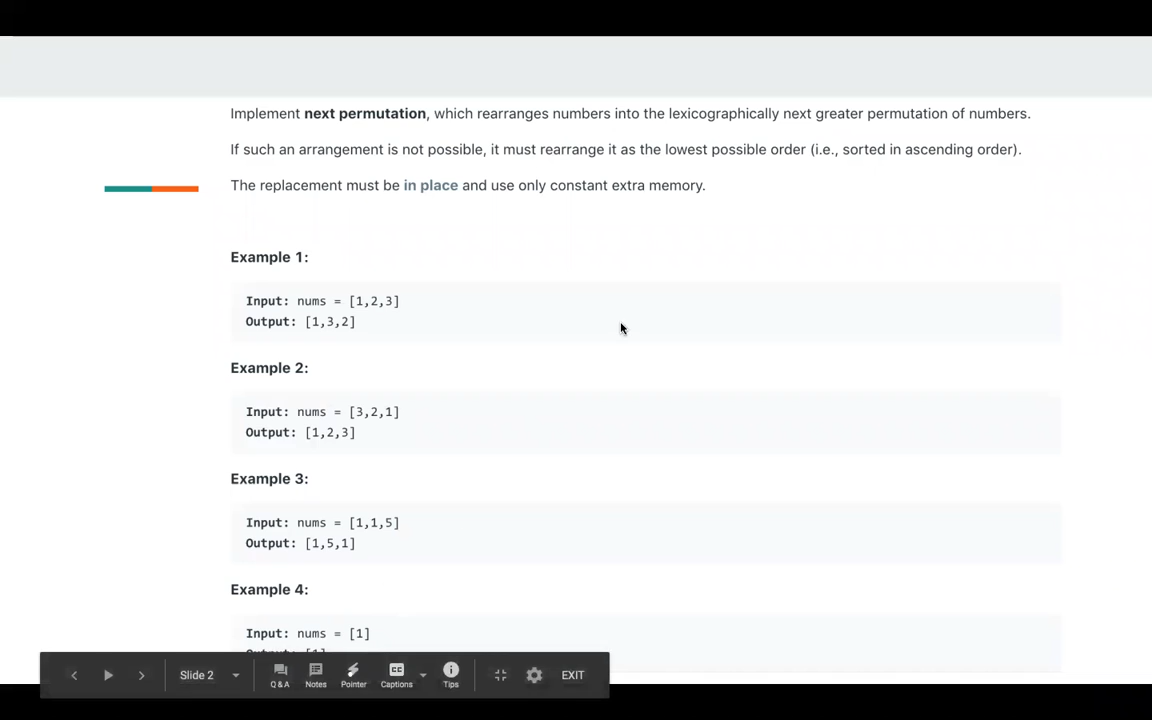 Implement next permutation, which rearranges numbers into the lexicographically next greater permutation of numbers.
If such an arrangement is not possible, it must rearrange it as the lowest possible order (i.e., sorted in ascending order).
The replacement must be in place and use only constant extra memory.
Example 1:
Input: nums = [1,2,3]
Output: [1,3,2]
Example 2:
Input: nums = [3,2,1]
Output: [1,2,3]
Example 3:
Input: nums = [1,1,5]
Output: [1,5,1]
Example 4:
Input: nums = [1]
Slide 2 Q&A Notes Pointer CC Captions Tips EXIT